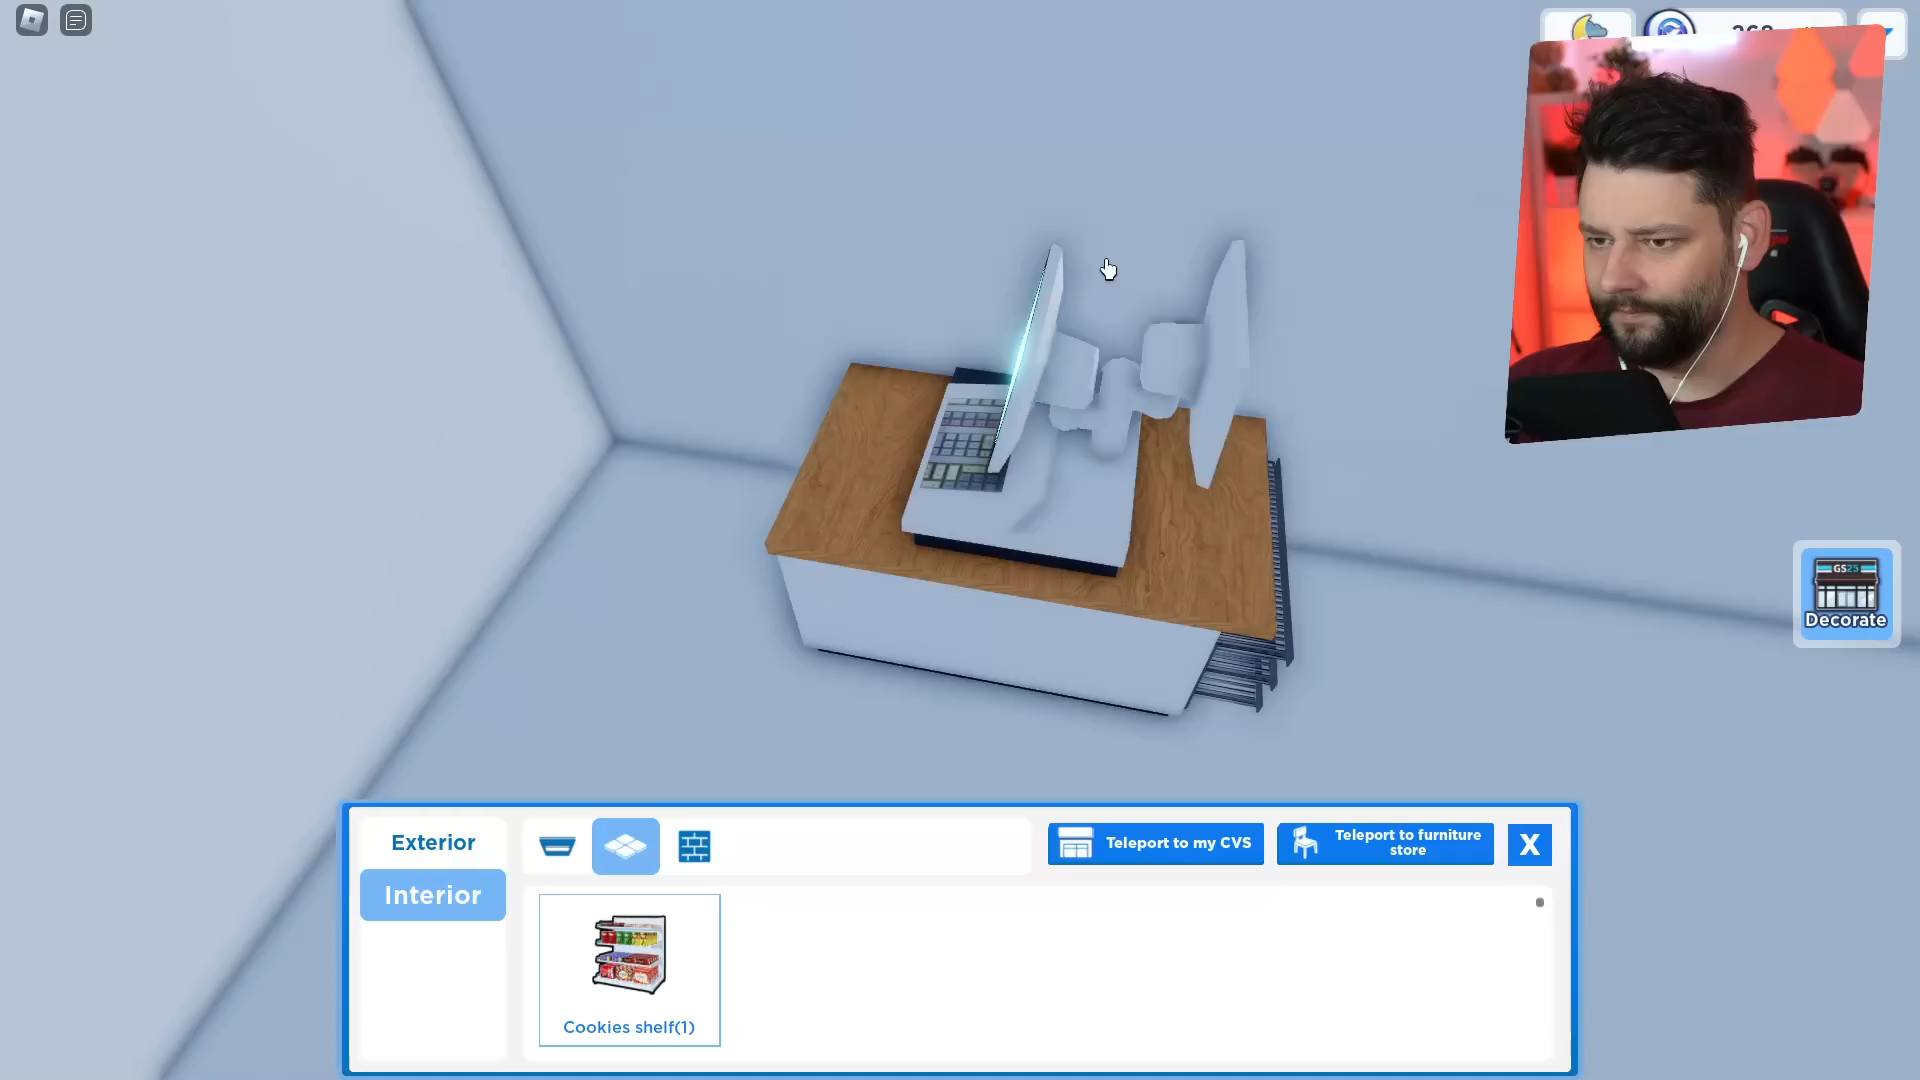 GS25
Decorate
Exterior
Interior
Teleport to my CVS
Teleport to furniture
store
X
Cookies shelf(1)